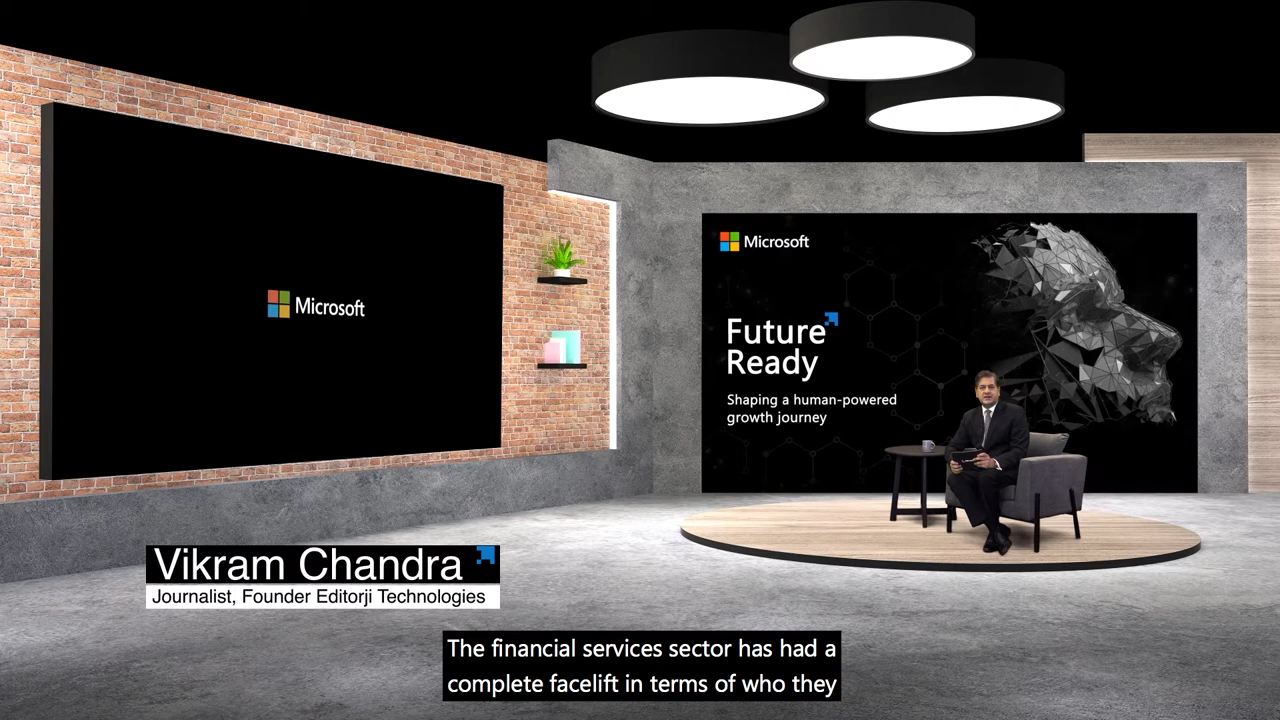 Microsoft
Microsoft
Future
Ready
Shaping a human-powered
growth journey
Vikram Chandra
Journalist, Founder Editorji Technologies
The financial services sector has had a
complete facelift in terms of who they